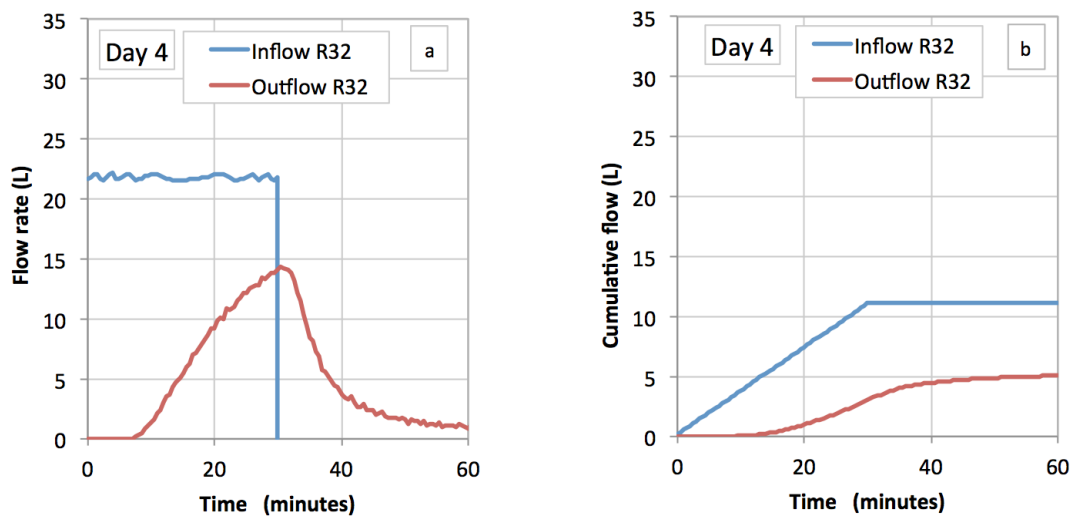 Day 4
Inflow R32
Outflow R32
a
35
30
25
20
15
10
5
0
Flow rate (L)
0 20 40 60
Time (minutes)
Day 4
Inflow R32
Outflow R32
b
35
30
25
20
15
10
5
0
Cumulative flow (L)
0 20 40 60
Time (minutes)